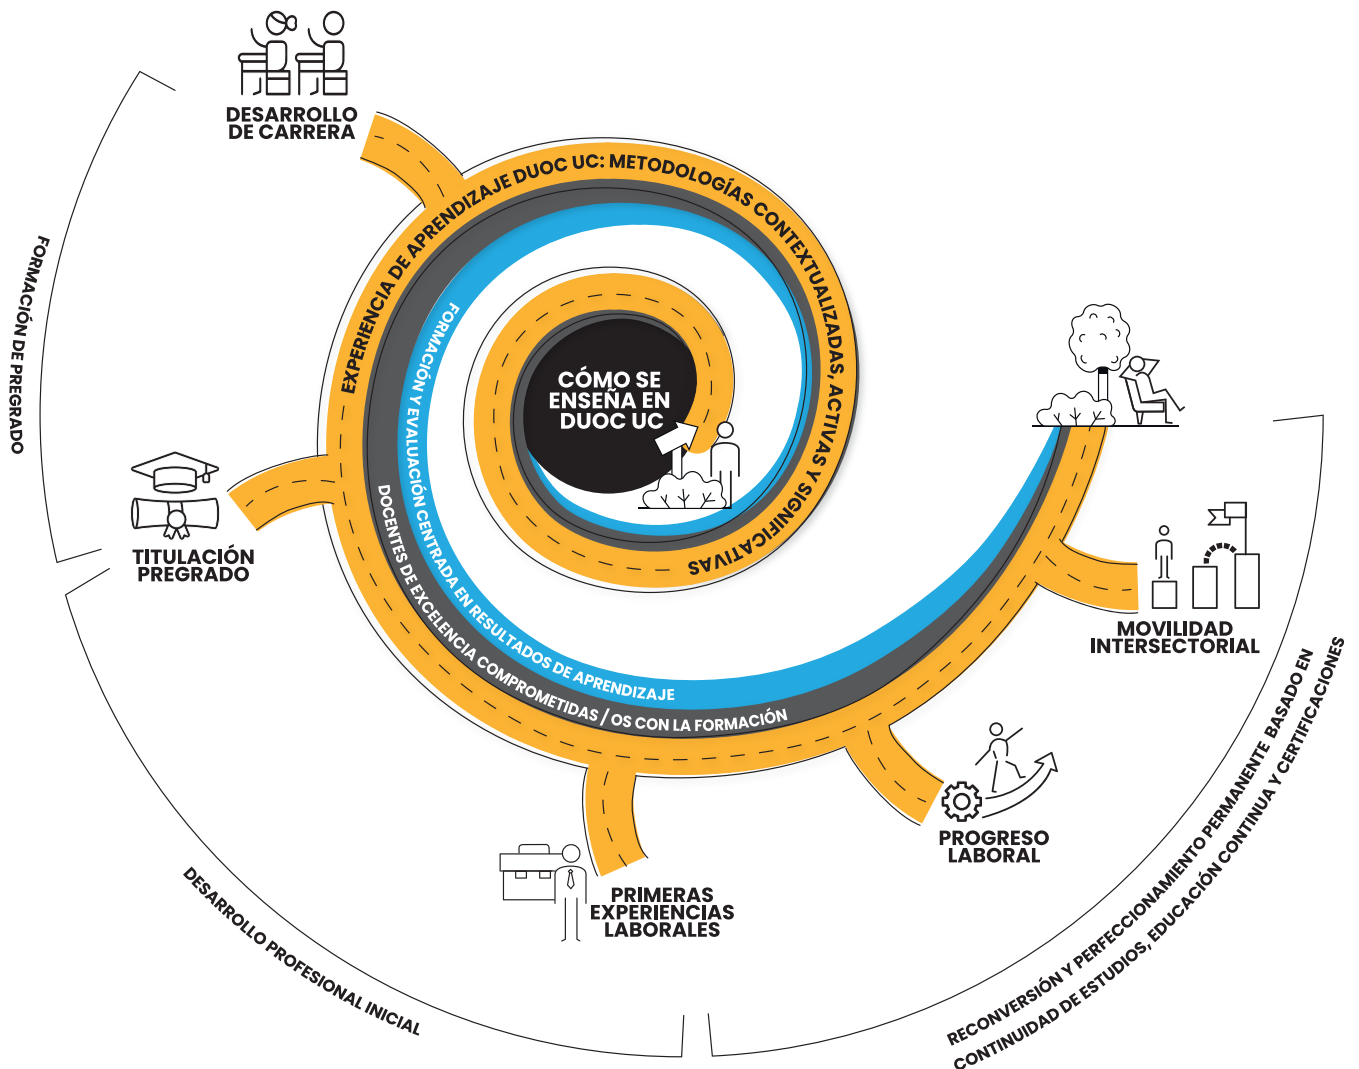 DESARROLLO
DE CARRERA
FORMACIÓN DE PREGRADO
EXPERIENCIA DE APRENDIZAJE DUOC UC: METODOLOGÍAS CONTEXTUALIZADAS, ACTIVAS Y SIGNIFICATIVAS
FORMACIÓN Y EVALUACIÓN CENTRADA EN RESULTADOS DE APRENDIZAJE
DOCENTES DE EXCELENCIA COMPROMETIDAS / OS CON LA FORMACIÓN
CÓMO SE
ENSEÑA EN
DUOC UC
TITULACIÓN
PREGRADO
MOVILIDAD
INTERSECTORIAL
PROGRESO
LABORAL
PRIMERAS
EXPERIENCIAS
LABORALES
DESARROLLO PROFESIONAL INICIAL
RECONVERSIÓN Y PERFECCIONAMIENTO PERMANENTE BASADO EN
CONTINUIDAD DE ESTUDIOS, EDUCACIÓN CONTINUA Y CERTIFICACIONES